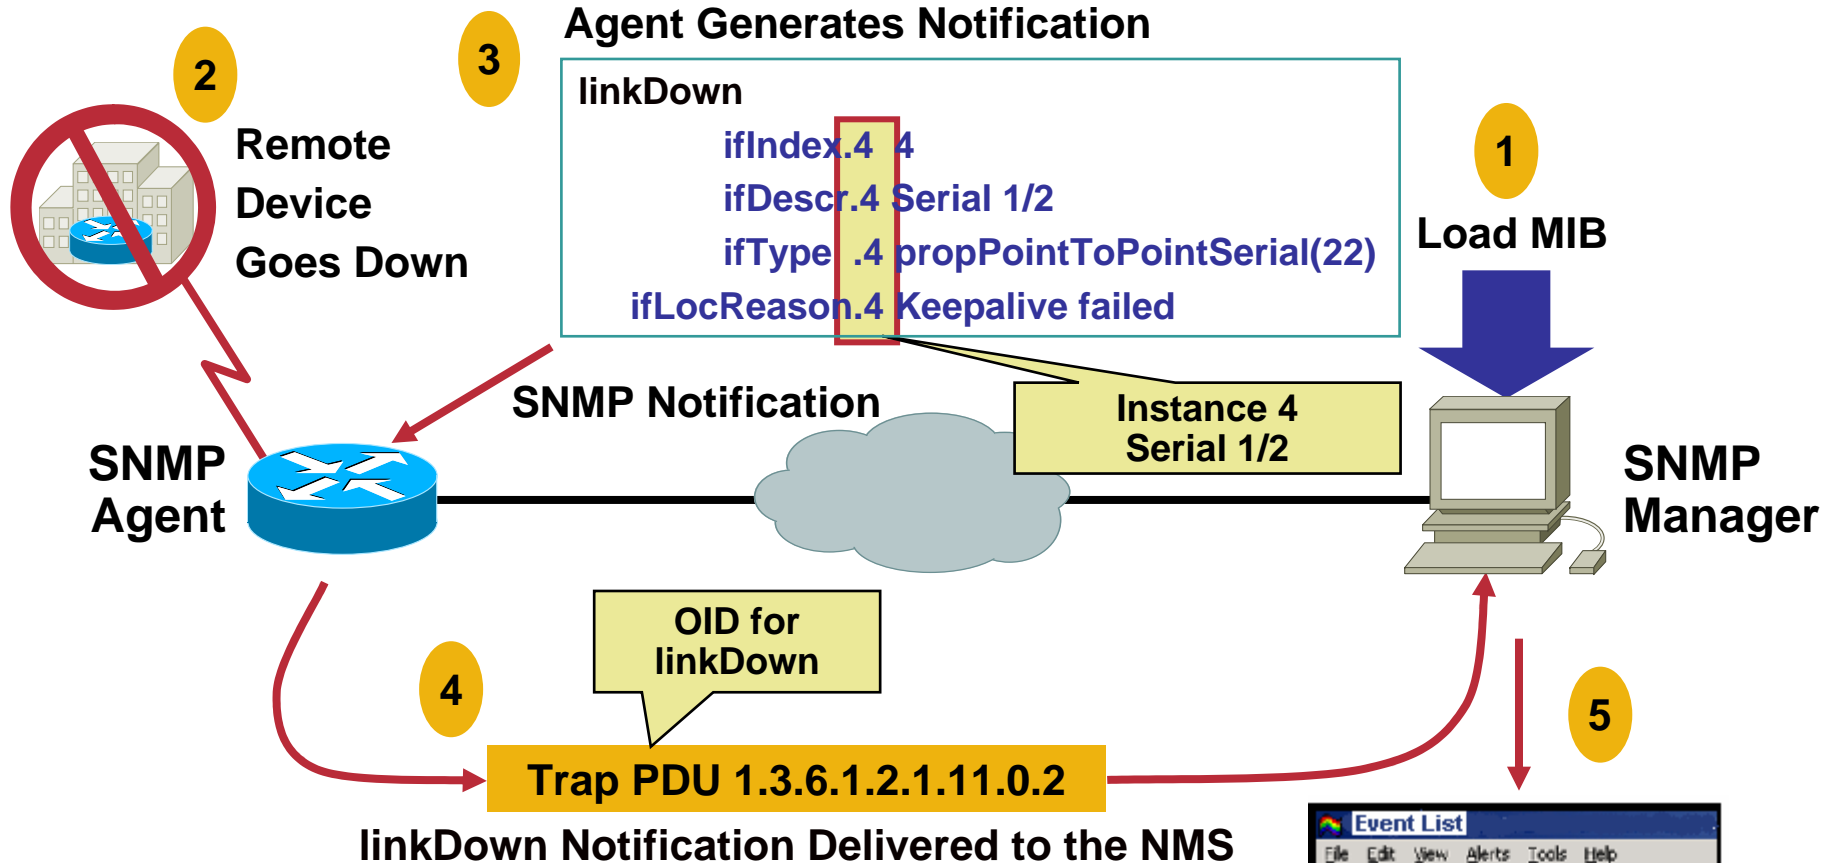 Agent Generates Notification
3
2
linkDown
ifIndex.4 4
ifDescr.4 Serial 1/2
ifType .4 propPointToPointSerial(22)
ifLocReason.4 Keepalive failed
Remote
Device
Goes Down
1
Load MIB
SNMP Notification
Instance 4
Serial 1/2
SNMP
Agent
SNMP
Manager
OID for
linkDown
4
5
Trap PDU 1.3.6.1.2.1.11.0.2
linkDown Notification Delivered to the NMS
Event List
File Edit View Alerts Tools Help